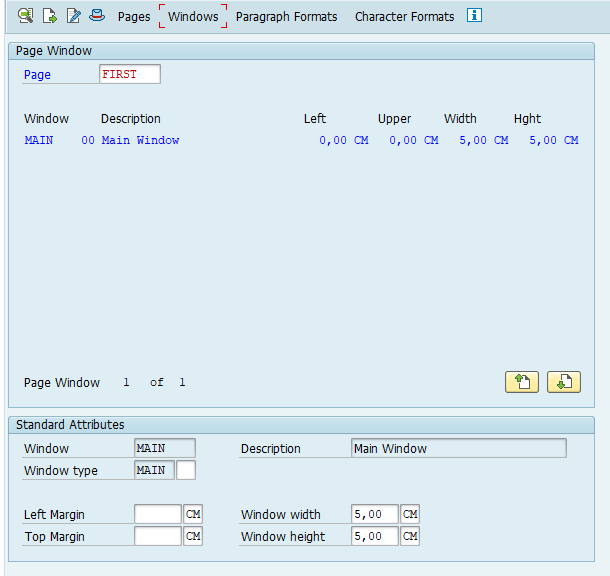 Pages Windows Paragraph Formats Character Formats i
Page Window
Page FIRST
Window Description Left Upper Width Hght
MAIN 00 Main Window 0,00 CM 0,00 CM 5,00 CM 5,00 CM
Page Window 1 of 1
Standard Attributes
Window MAIN Description Main Window
Window type MAIN
Left Margin CM Window width 5,00 CM
Top Margin CM Window height 5,00 CM